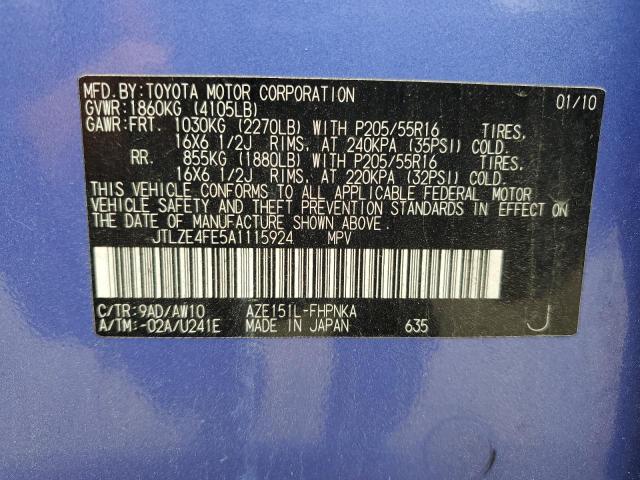 MFD. BY: TOYOTA MOTOR CORPORATION 01/10
GVWR: 1860KG (4105LB)
GAWR: FRT. 1030KG (2270LB) WITH P205/55R16 TIRES,
16X6 1/2J RIMS, AT 240KPA (35PSI) COLD.
RR. 855KG (1880LB) WITH P205/55R16 TIRES,
16X6 1/2J RIMS, AT 220KPA (32PSI) COLD.
THIS VEHICLE CONFORMS TO ALL APPLICABLE FEDERAL MOTOR
VEHICLE SAFETY AND THEFT PREVENTION STANDARDS IN EFFECT ON
THE DATE OF MANUFACTURE SHOWN ABOVE.
JTLZE4FE5A1115924 MPV
C/TR: 9AD/AW10 AZE151L-FHPNKA
A/TM: -02A/U241E MADE IN JAPAN 635 J